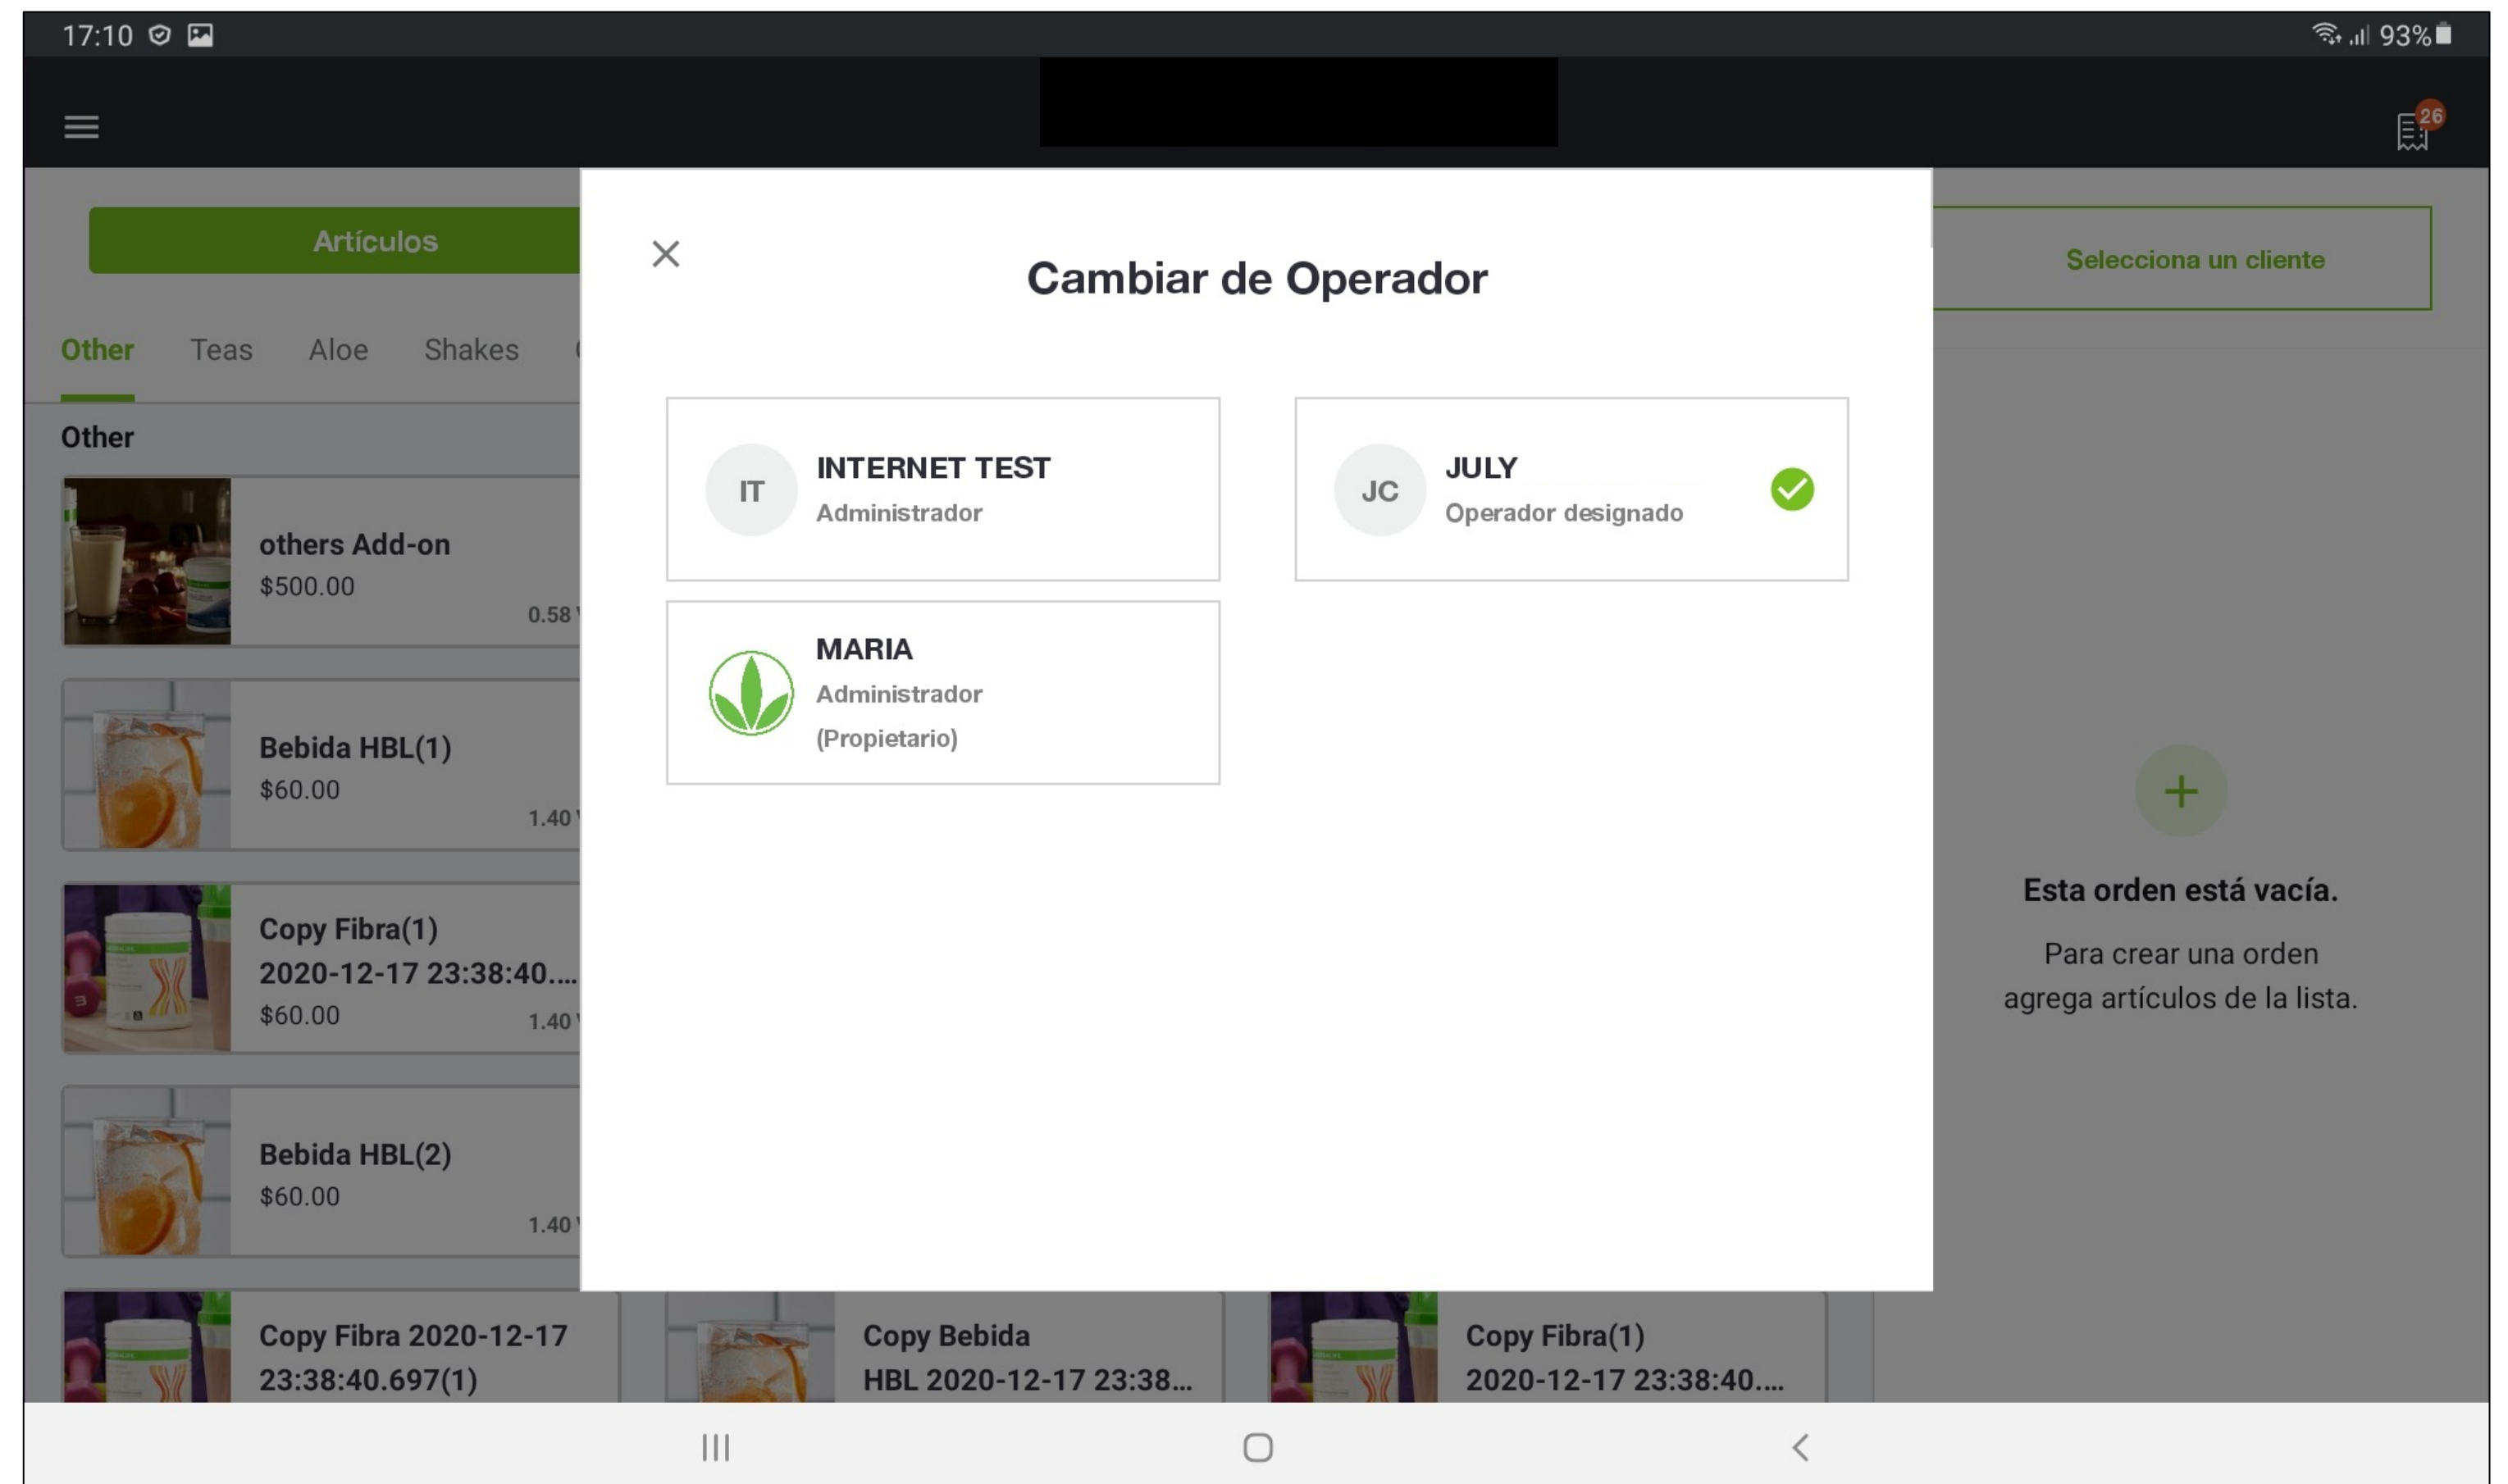 17:10
93%
26
Artículos
Other Teas Aloe Shakes
Other
others Add-on
$500.00
0.58
Bebida HBL(1)
$60.00
1.40
Copy Fibra(1)
2020-12-17 23:38:40....
$60.00
1.40
Bebida HBL(2)
$60.00
1.40
Copy Fibra 2020-12-17
23:38:40.697(1)
Copy Bebida
HBL 2020-12-17 23:38...
Copy Fibra(1)
2020-12-17 23:38:40....
Cambiar de Operador
IT
INTERNET TEST
Administrador
JC
JULY
Operador designado
MARIA
Administrador
(Propietario)
Selecciona un cliente
Esta orden está vacía.
Para crear una orden
agrega artículos de la lista.